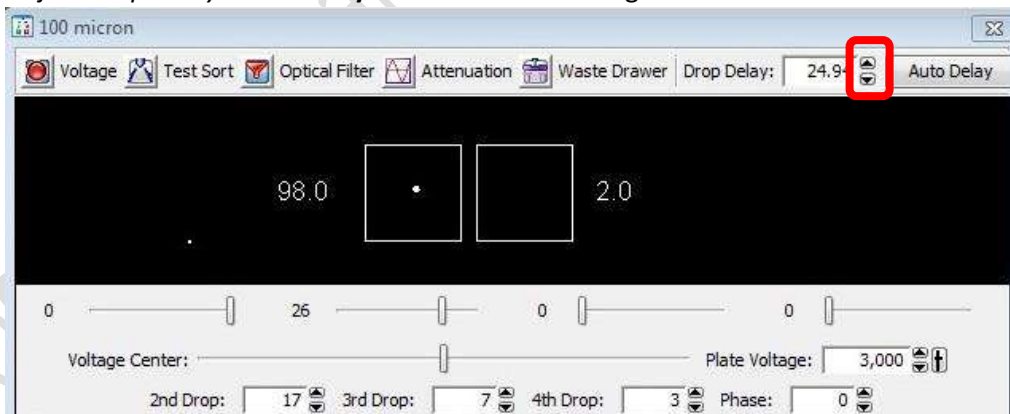 100 micron
Voltage Test Sort Optical Filter Attenuation Waste Drawer Drop Delay: 24.94 Auto Delay
98.0 2.0
0 26 0 0
Voltage Center: Plate Voltage: 3,000
2nd Drop: 17 3rd Drop: 7 4th Drop: 3 Phase: 0